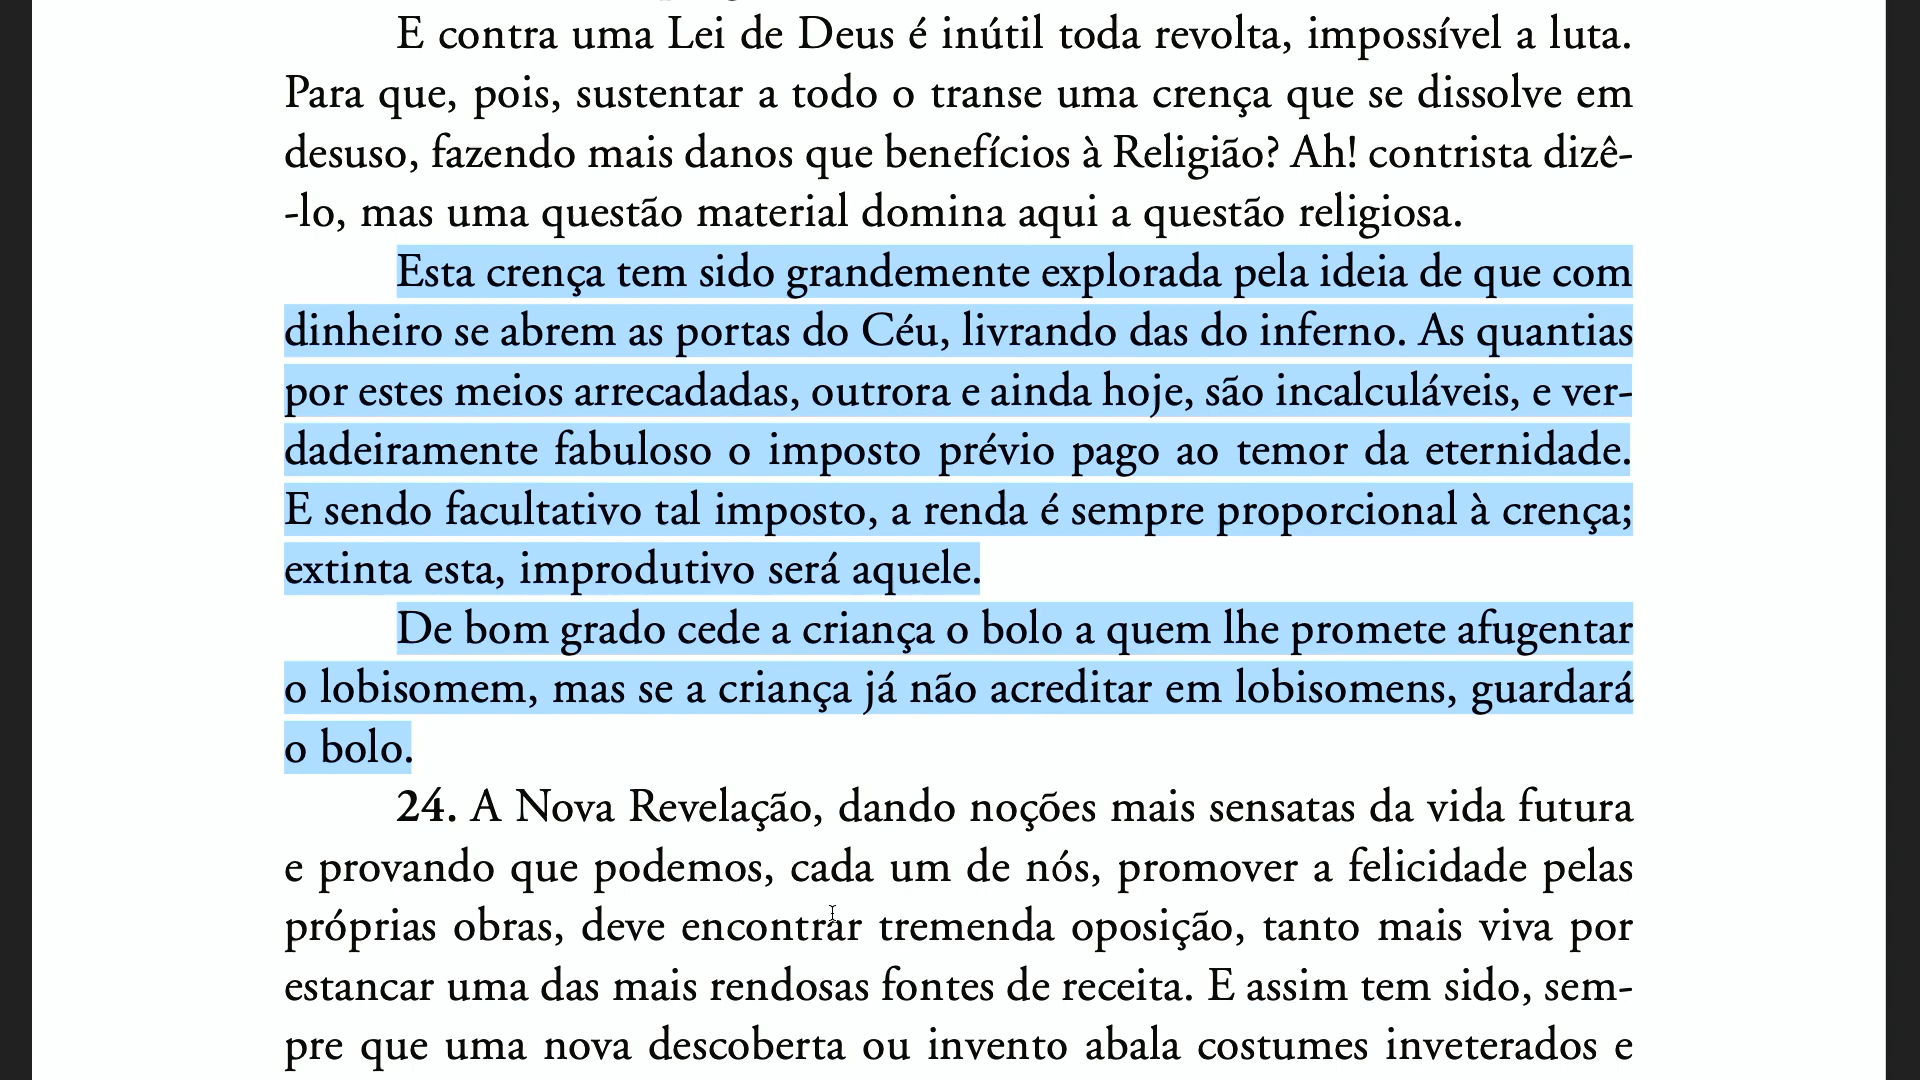 E contra uma Lei de Deus é inútil toda revolta, impossível a luta.
Para que, pois, sustentar a todo o transe uma crença que se dissolve em
desuso, fazendo mais danos que benefícios à Religião? Ah! contrista dizê-
-lo, mas uma questão material domina aqui a questão religiosa.
Esta crença tem sido grandemente explorada pela ideia de que com
dinheiro se abrem as portas do Céu, livrando das do inferno. As quantias
por estes meios arrecadadas, outrora e ainda hoje, são incalculáveis, e ver-
dadeiramente fabuloso o imposto prévio pago ao temor da eternidade.
E sendo facultativo tal imposto, a renda é sempre proporcional à crença;
extinta esta, improdutivo será aquele.
De bom grado cede a criança o bolo a quem lhe promete afugentar
o lobisomem, mas se a criança já não acreditar em lobisomens, guardará
o bolo.
24. A Nova Revelação, dando noções mais sensatas da vida futura
e provando que podemos, cada um de nós, promover a felicidade pelas
próprias obras, deve encontrar tremenda oposição, tanto mais viva por
estancar uma das mais rendosas fontes de receita. E assim tem sido, sem-
pre que uma nova descoberta ou invento abala costumes inveterados e